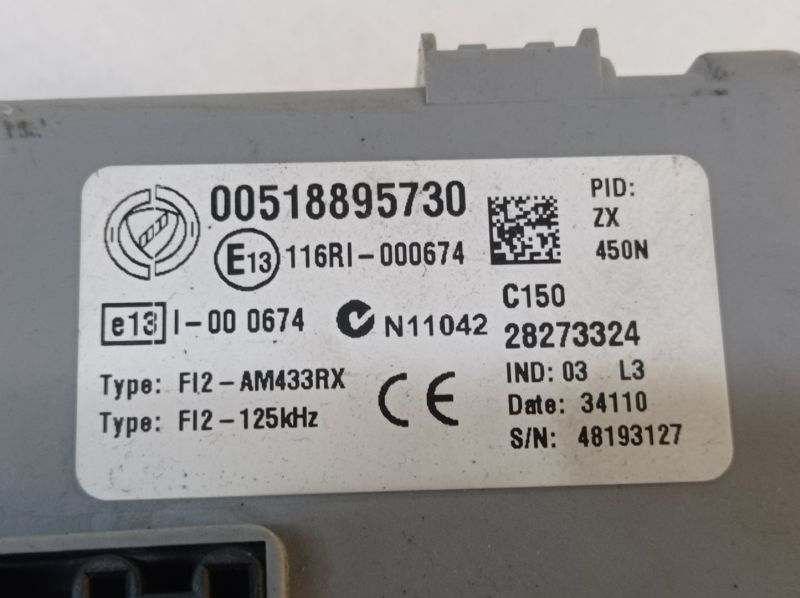 00518895730
E13 116RI-000674
e13 I-00 0674 N11042
Type: FI2-AM433RX
Type: FI2-125kHz
CE
PID:
ZX
450N
C150
28273324
IND: 03 L3
Date: 34110
S/N: 48193127